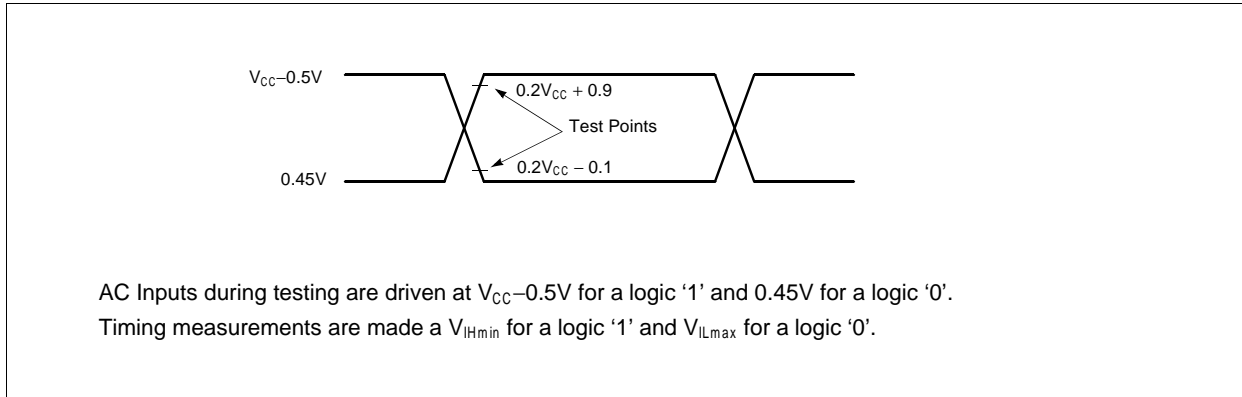 V_CC−0.5V
0.2V_CC + 0.9
Test Points
0.2V_CC − 0.1
0.45V
AC Inputs during testing are driven at V_CC−0.5V for a logic ‘1’ and 0.45V for a logic ‘0’.
Timing measurements are made a V_IHmin for a logic ‘1’ and V_ILmax for a logic ‘0’.